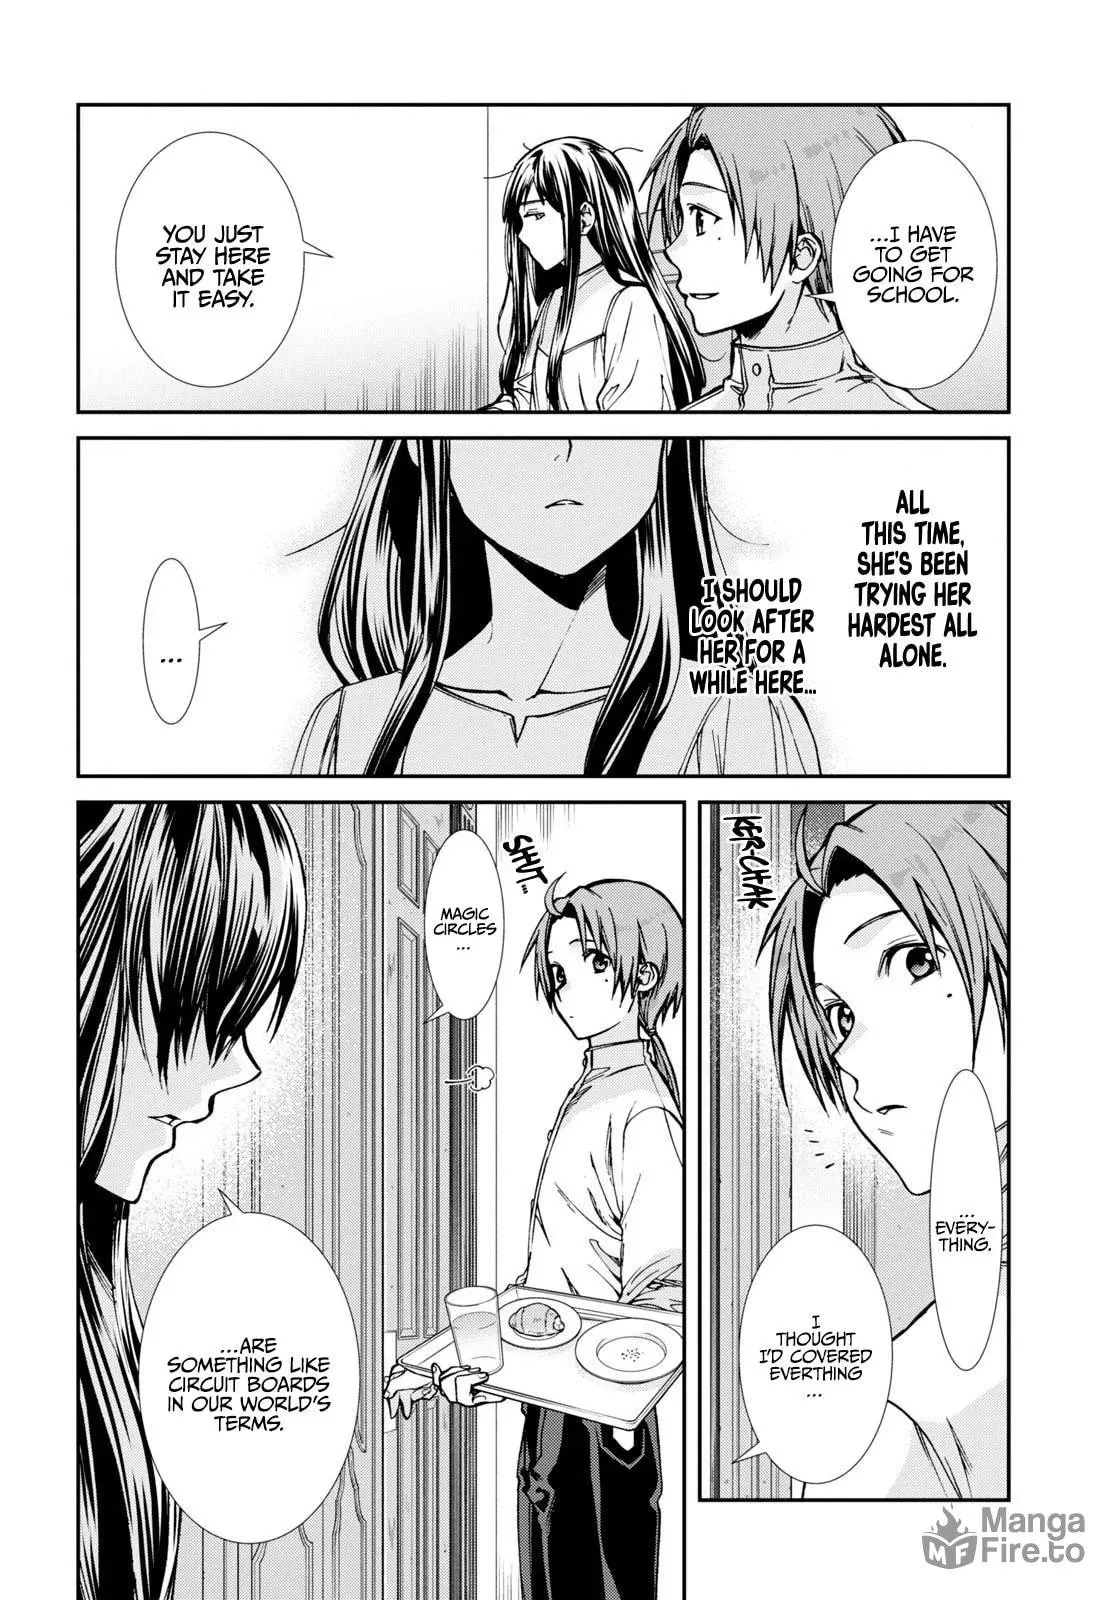 ...I HAVE
TO GET
GOING FOR
SCHOOL.
YOU JUST
STAY HERE
AND TAKE
IT EASY.
ALL
THIS TIME,
SHE'S BEEN
TRYING HER
HARDEST ALL
ALONE.
I SHOULD
LOOK AFTER
HER FOR A
WHILE HERE...
...
KER-CHAK
...
EVERY-
THING.
I
THOUGHT
I'D COVERED
EVERTHING
...
SHUT...
MAGIC
CIRCLES
...
...ARE
SOMETHING LIKE
CIRCUIT BOARDS
IN OUR WORLD'S
TERMS.
MF
Manga
Fire.to